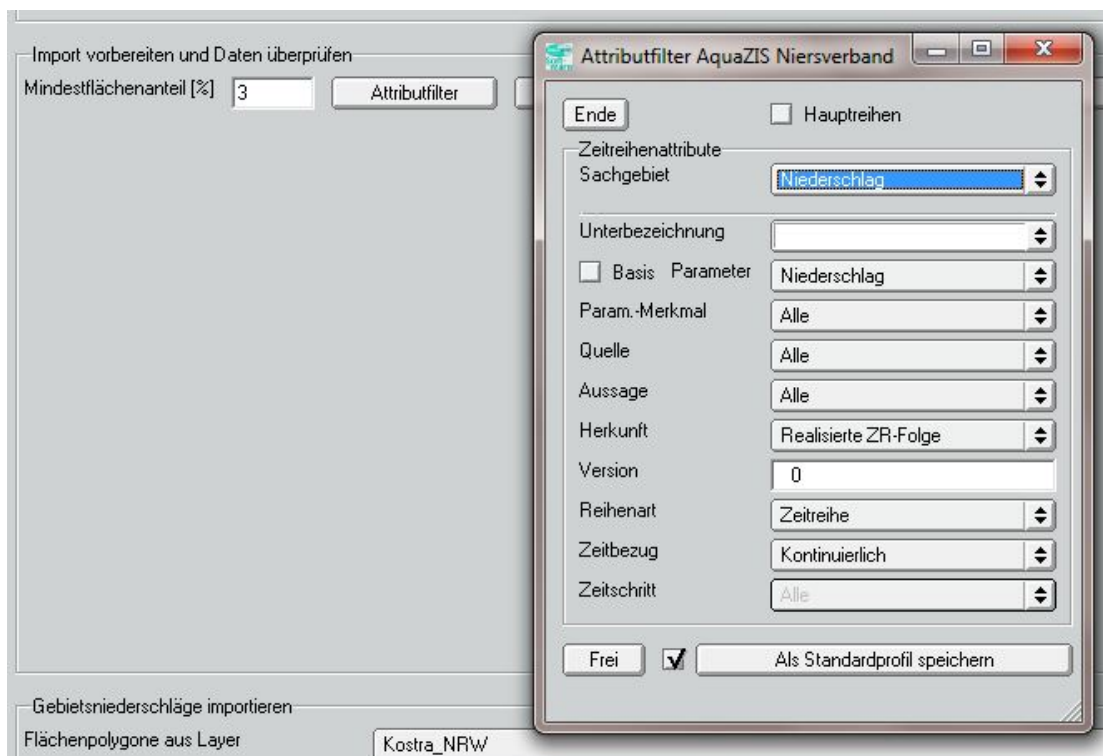 Import vorbereiten und Daten überprüfen
Mindestflächenanteil [%] 3 Attributfilter
Attributfilter AquaZIS Niersverband
Ende Hauptreihen
Zeitreihenattribute
Sachgebiet Niederschlag
Unterbezeichnung
Basis Parameter Niederschlag
Param.-Merkmal Alle
Quelle Alle
Aussage Alle
Herkunft Realisierte ZR-Folge
Version 0
Reihenart Zeitreihe
Zeitbezug Kontinuierlich
Zeitschritt Alle
Frei Als Standardprofil speichern
Gebietsniederschläge importieren
Flächenpolygone aus Layer Kostra_NRW